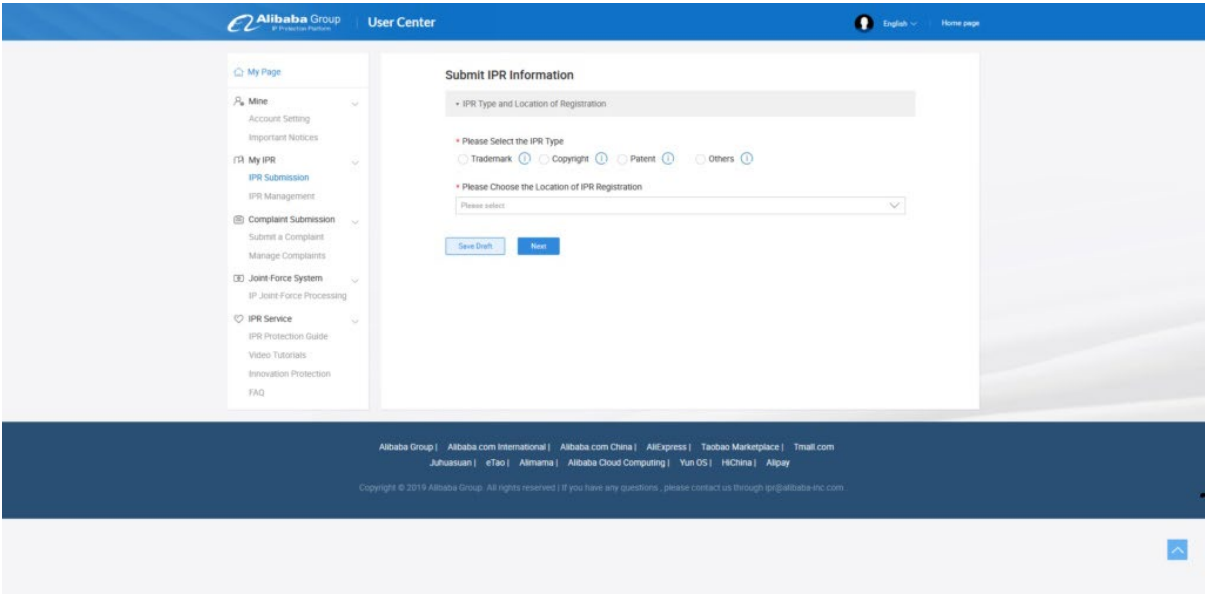 Alibaba Group
IP Protection Platform
User Center
English
Home page
My Page
Mine
Account Setting
Important Notices
My IPR
IPR Submission
IPR Management
Complaint Submission
Submit a Complaint
Manage Complaints
Joint-Force System
IP Joint-Force Processing
IPR Service
IPR Protection Guide
Video Tutorials
Innovation Protection
FAQ
Submit IPR Information
• IPR Type and Location of Registration
* Please Select the IPR Type
Trademark Copyright Patent Others
* Please Choose the Location of IPR Registration
Please select
Save Draft Next
Alibaba Group | Alibaba.com International | Alibaba.com China | AliExpress | Taobao Marketplace | Tmall.com
Juhuasuan | eTao | Alimama | Alibaba Cloud Computing | Yun OS | HiChina | Alipay
Copyright © 2019 Alibaba Group. All rights reserved | If you have any questions , please contact us through ipr@alibaba-inc.com .